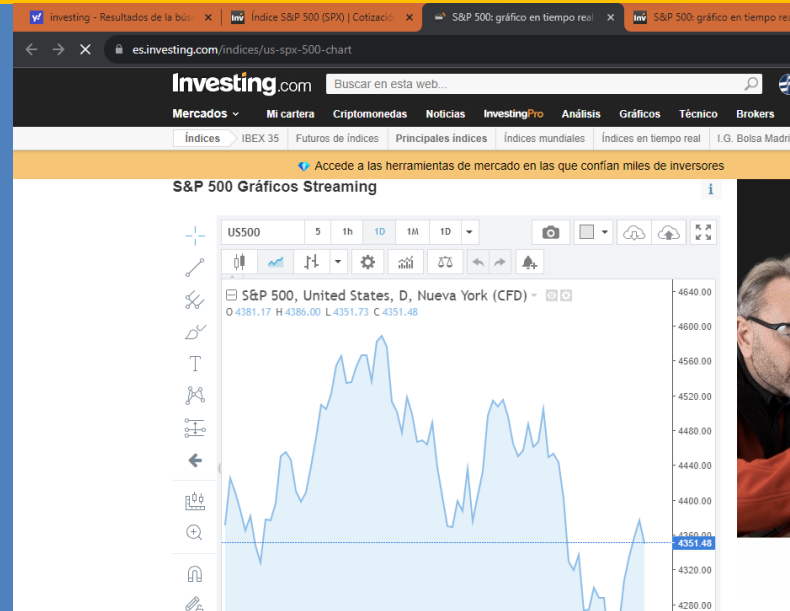 investing - Resultados de la bús
Índice S&P 500 (SPX) | Cotizació
S&P 500: gráfico en tiempo real
S&P 500: gráfico en tiempo rea
es.investing.com/indices/us-spx-500-chart
Investing.com
Buscar en esta web...
Mercados Mi cartera Criptomonedas Noticias InvestingPro Análisis Gráficos Técnico Brokers
Índices IBEX 35 Futuros de índices Principales índices Índices mundiales Índices en tiempo real I.G. Bolsa Madri
Accede a las herramientas de mercado en las que confían miles de inversores
S&P 500 Gráficos Streaming
i
US500 5 1h 1D 1M 1D
S&P 500, United States, D, Nueva York (CFD)
O 4381.17 H 4386.00 L 4351.73 C 4351.48
4640.00
4600.00
4560.00
4520.00
4480.00
4440.00
4400.00
4360.00
4351.48
4320.00
4280.00